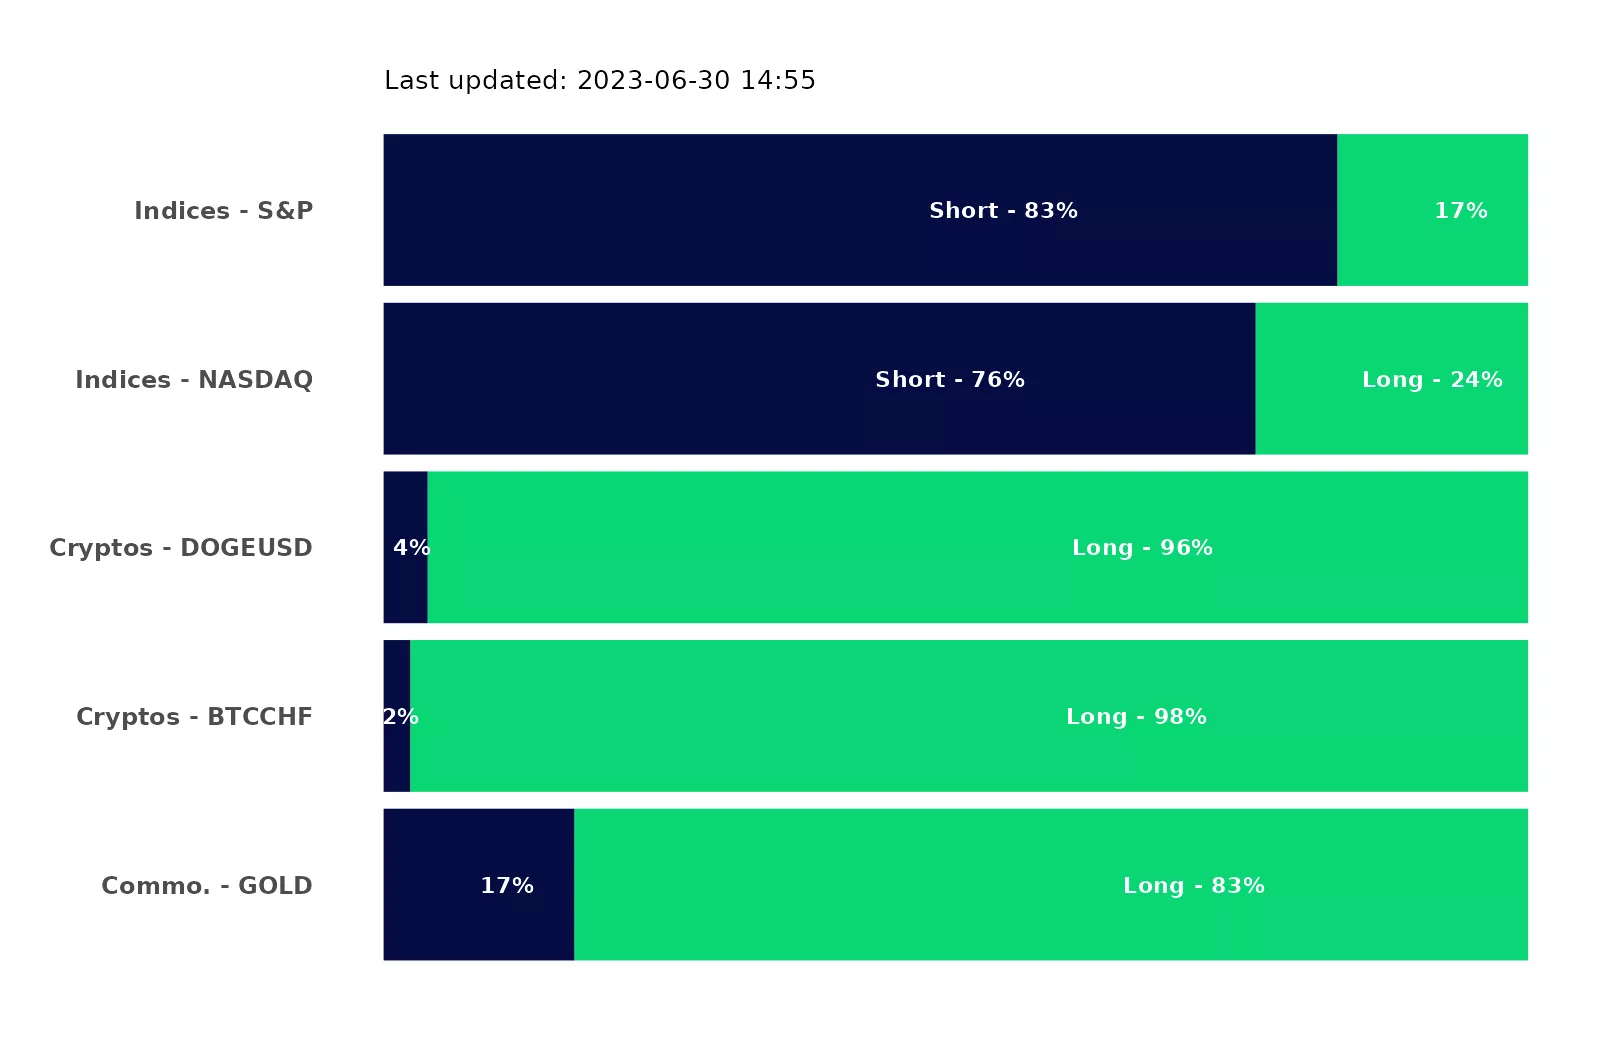 Last updated: 2023-06-30 14:55
Indices - S&P Short - 83% 17%
Indices - NASDAQ Short - 76% Long - 24%
Cryptos - DOGEUSD 4% Long - 96%
Cryptos - BTCCHF 2% Long - 98%
Commo. - GOLD 17% Long - 83%